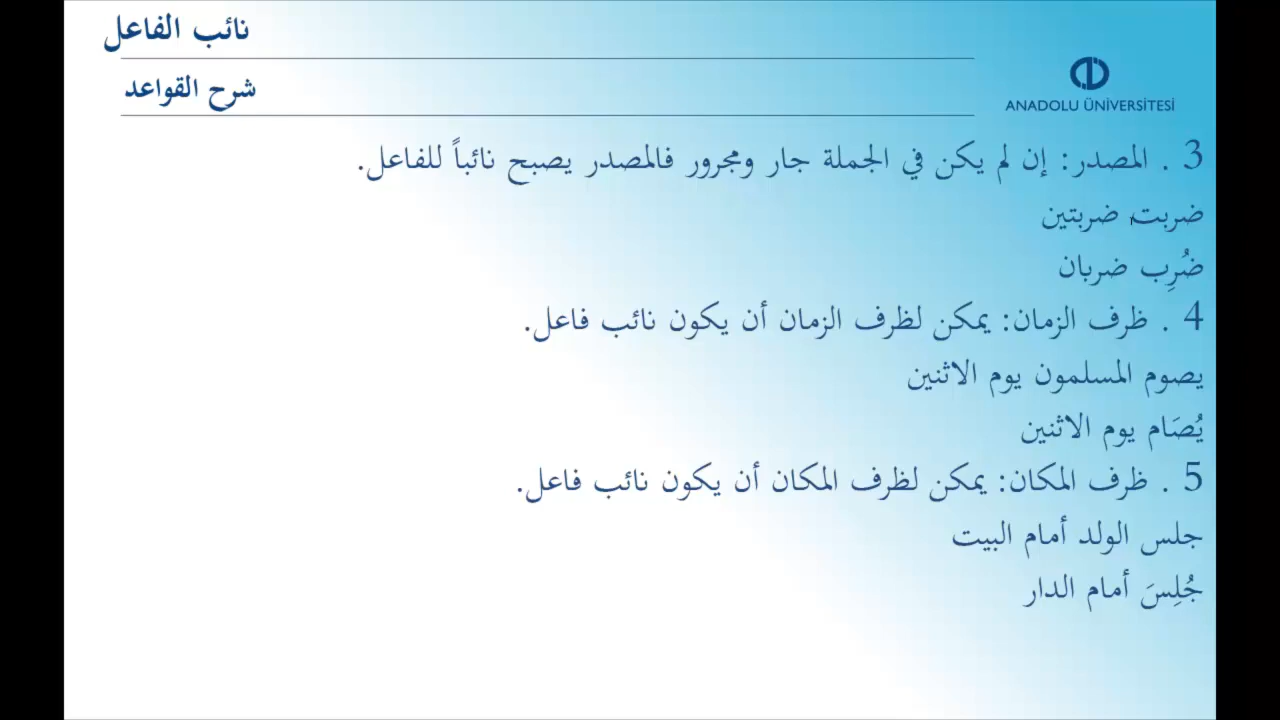 نائب الفاعل
شرح القواعد
ANADOLU ÜNİVERSİTESİ
3 . المصدر: إن لم يكن في الجملة جار ومجرور فالمصدر يصبح نائباً للفاعل.
ضربت ضربتين
ضُرِب ضربان
4 . ظرف الزمان: يمكن لظرف الزمان أن يكون نائب فاعل.
يصوم المسلمون يوم الاثنين
يُصَام يوم الاثنين
5 . ظرف المكان: يمكن لظرف المكان أن يكون نائب فاعل.
جلس الولد أمام البيت
جُلِسَ أمام الدار